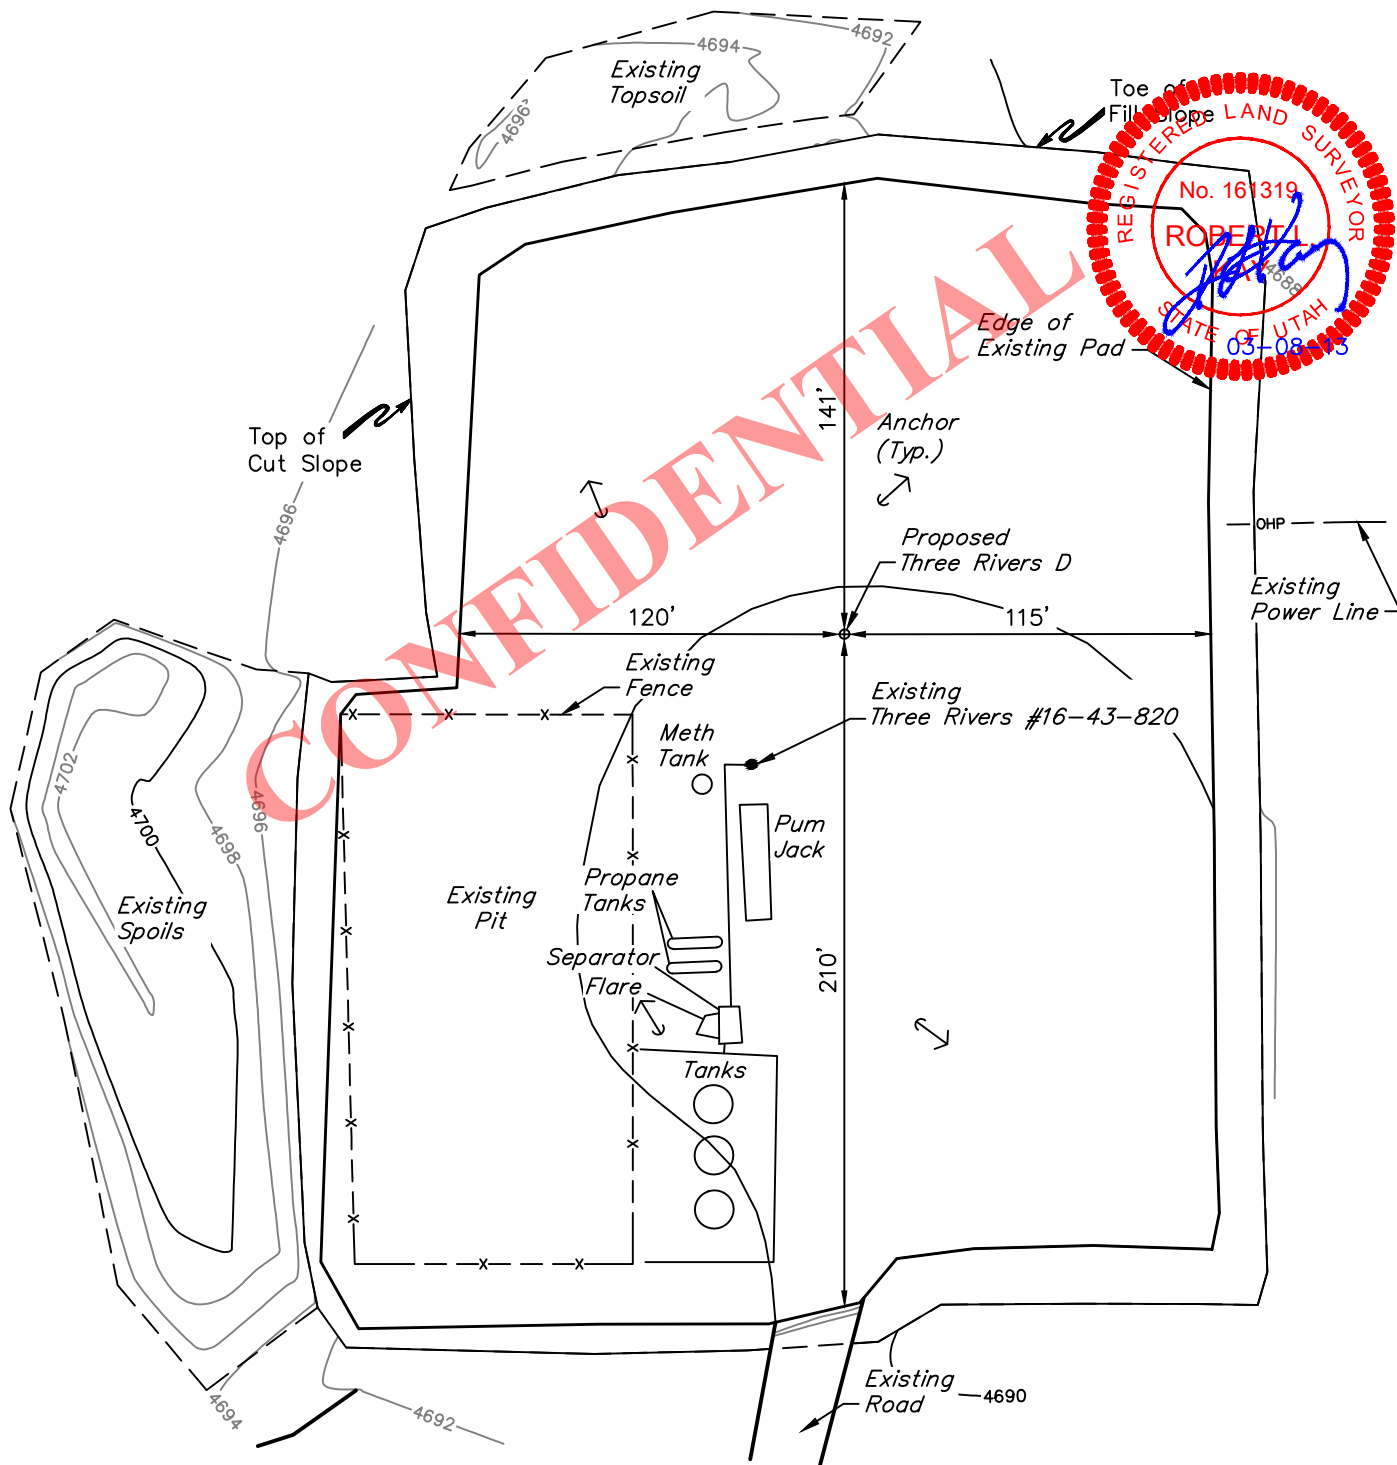 4692
4694
Existing
Topsoil
4696
Toe of
Fill Slope
REGISTERED LAND SURVEYOR
No. 161319
ROBERT L.
KAY
4688
STATE OF UTAH
03-08-13
Edge of
Existing Pad
141'
Anchor
(Typ.)
Top of
Cut Slope
CONFIDENTIAL
4696
OHP
Proposed
Three Rivers D
Existing
Power Line
120'
115'
Existing
Fence
Existing
Three Rivers #16-43-820
Meth
Tank
4702
4700
4698
4696
Pum
Jack
Propane
Tanks
Existing
Pit
Existing
Spoils
Separator
Flare
210'
Tanks
Existing
Road
4690
4694
4692